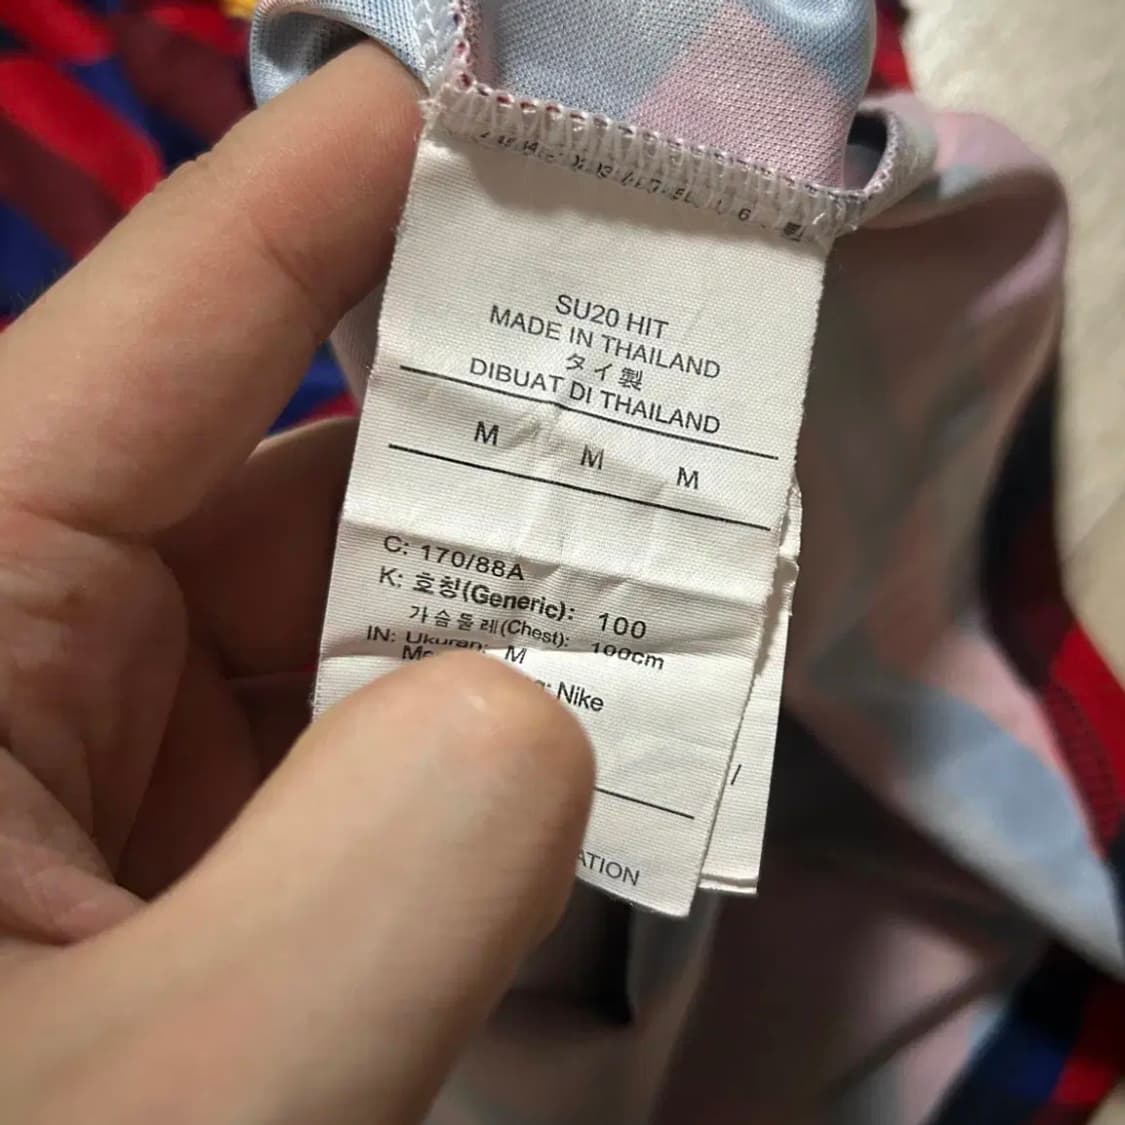 SU20 HIT
MADE IN THAILAND
タイ製
DIBUAT DI THAILAND
M M M
C: 170/88A
K: 호칭(Generic): 100
가슴둘레(Chest): 100cm
IN: Ukuran: M
Nike